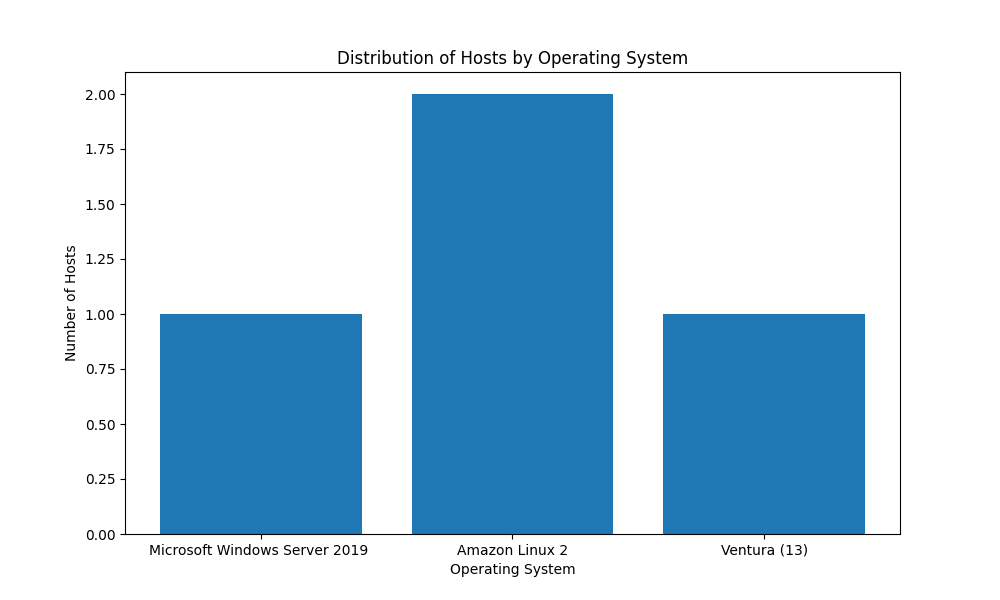 Distribution of Hosts by Operating System
Number of Hosts
2.00
1.75
1.50
1.25
1.00
0.75
0.50
0.25
0.00
Microsoft Windows Server 2019 Amazon Linux 2 Ventura (13)
Operating System